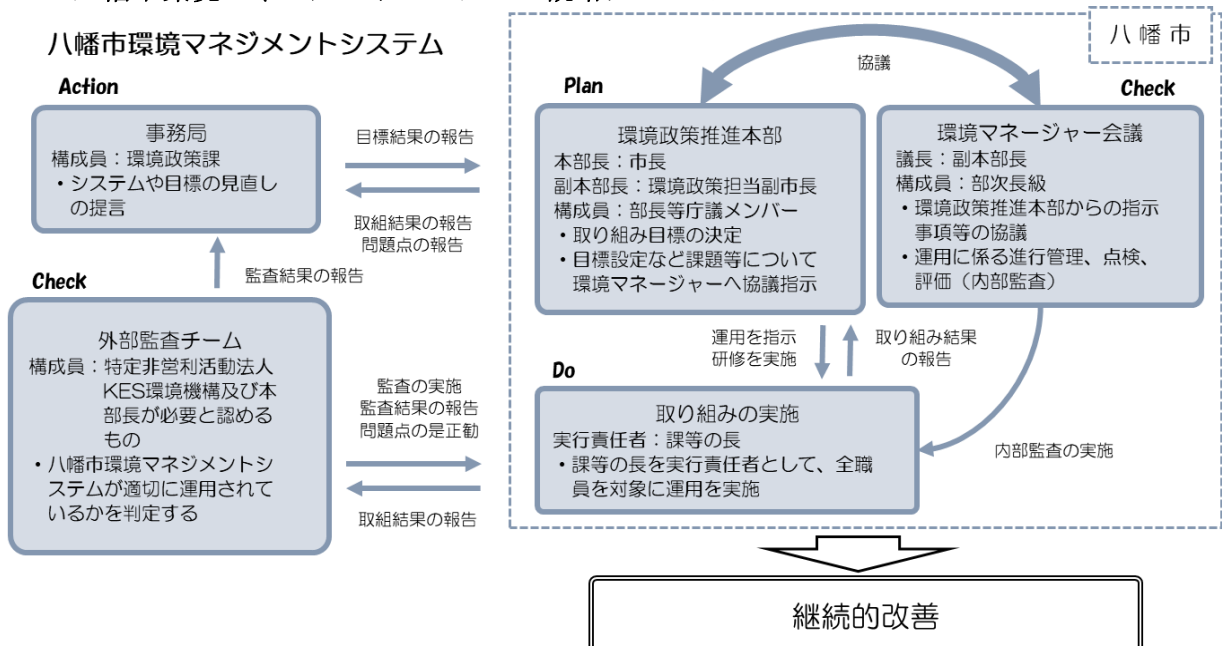 八幡市環境マネジメントシステム
八幡市
Action
事務局
構成員：環境政策課
・システムや目標の見直し
の提言
目標結果の報告
取組結果の報告
問題点の報告
監査結果の報告
Check
外部監査チーム
構成員：特定非営利活動法人
KES環境機構及び本
部長が必要と認める
もの
・八幡市環境マネジメントシ
ステムが適切に運用されて
いるかを判定する
監査の実施
監査結果の報告
問題点の是正勧
取組結果の報告
協議
Plan
環境政策推進本部
本部長：市長
副本部長：環境政策担当副市長
構成員：部長等庁議メンバー
・取り組み目標の決定
・目標設定など課題等について
環境マネージャーへ協議指示
Check
環境マネージャー会議
議長：副本部長
構成員：部次長級
・環境政策推進本部からの指示
事項等の協議
・運用に係る進行管理、点検、
評価（内部監査）
運用を指示
研修を実施
取り組み結果
の報告
Do
取り組みの実施
実行責任者：課等の長
・課等の長を実行責任者として、全職
員を対象に運用を実施
内部監査の実施
継続的改善